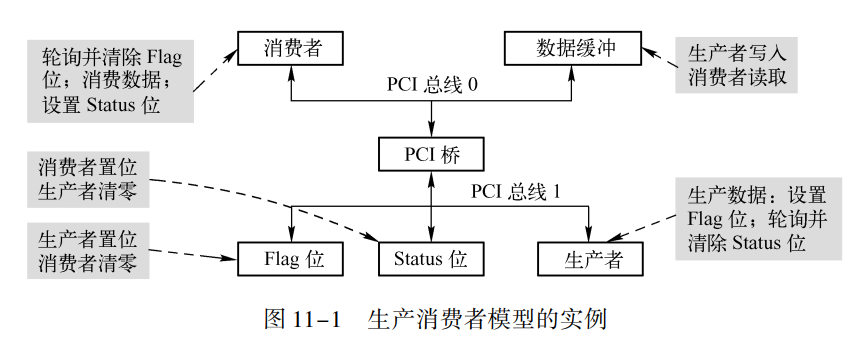 轮询并清除 Flag
位；消费数据；
设置 Status 位
消费者
数据缓冲
生产者写入
消费者读取
PCI 总线 0
PCI 桥
消费者置位
生产者清零
PCI 总线 1
生产数据：设置
Flag 位；轮询并
清除 Status 位
生产者置位
消费者清零
Flag 位
Status 位
生产者
图 11-1 生产消费者模型的实例